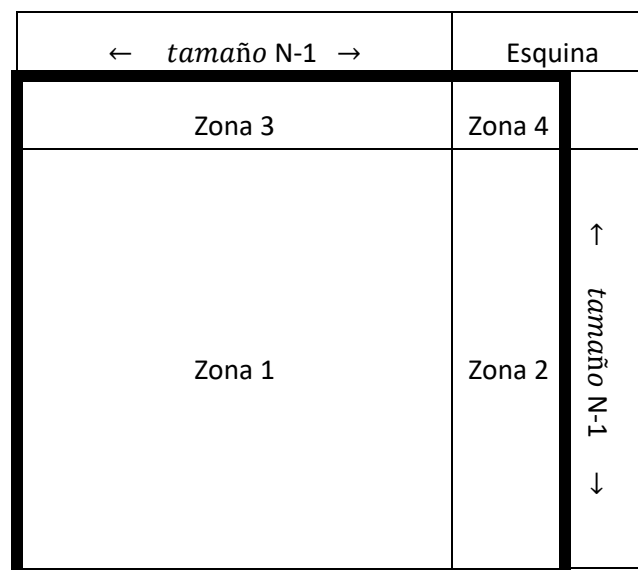 ← tamaño N-1 →
Esquina
Zona 3
Zona 4
Zona 1
Zona 2
← tamaño N-1 →